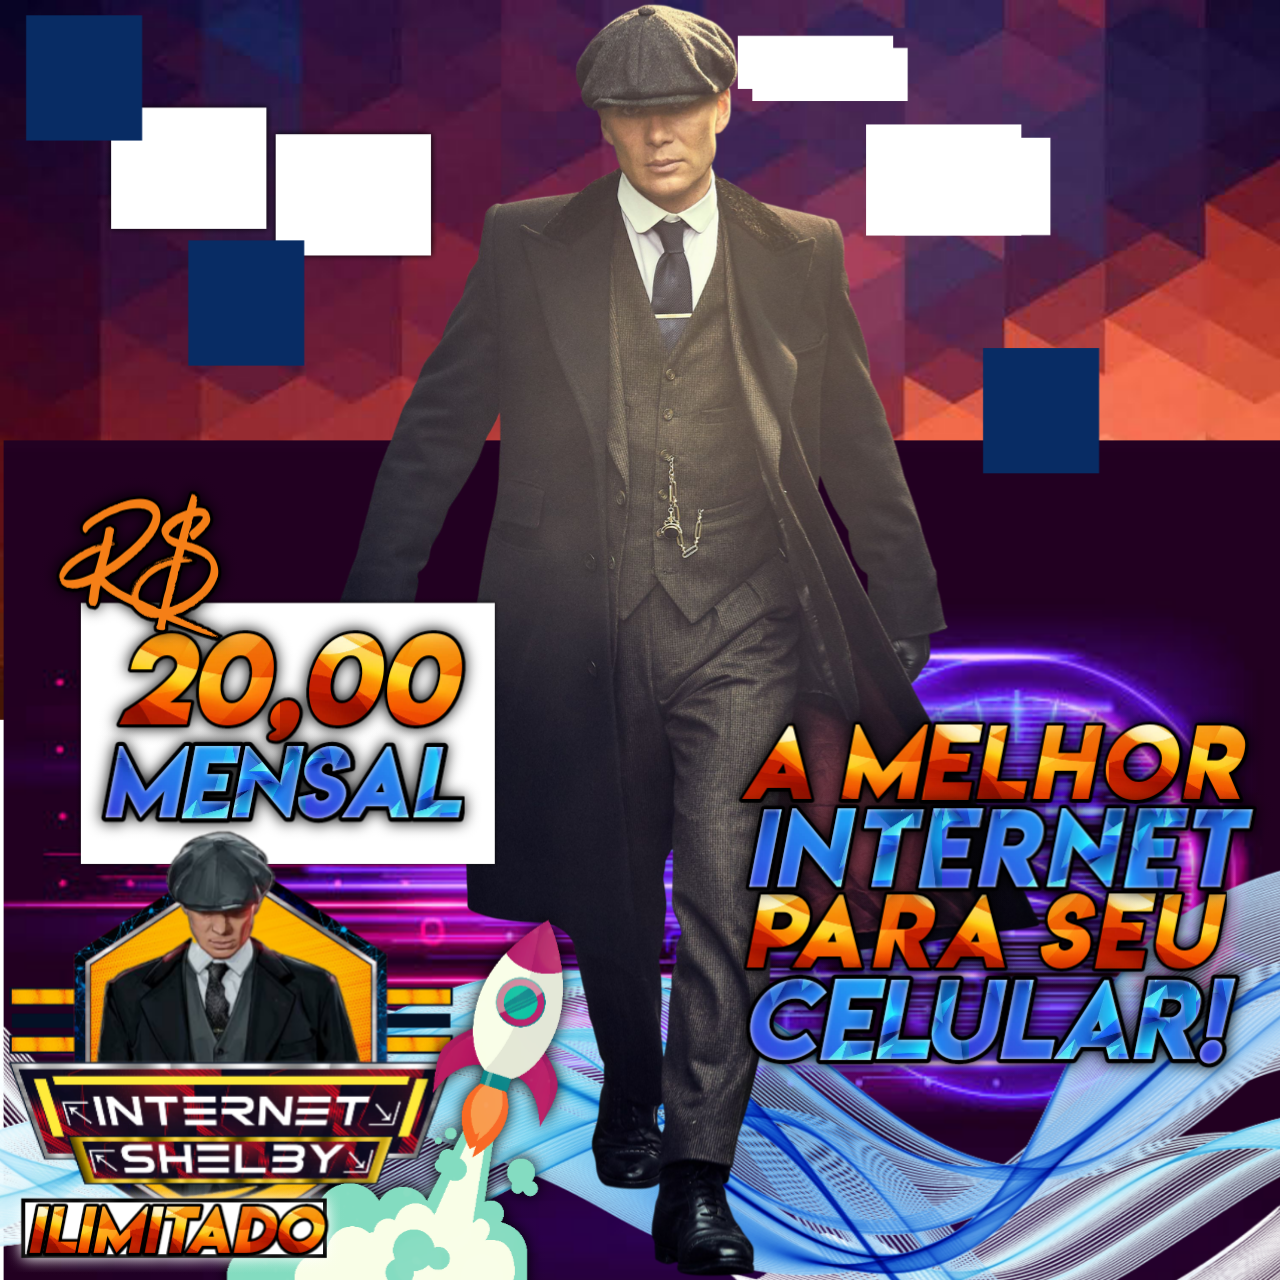 R$
20,00
MENSAL
A MELHOR
INTERNET
PARA SEU
CELULAR!
INTERNET
SHELBY
ILIMITADO